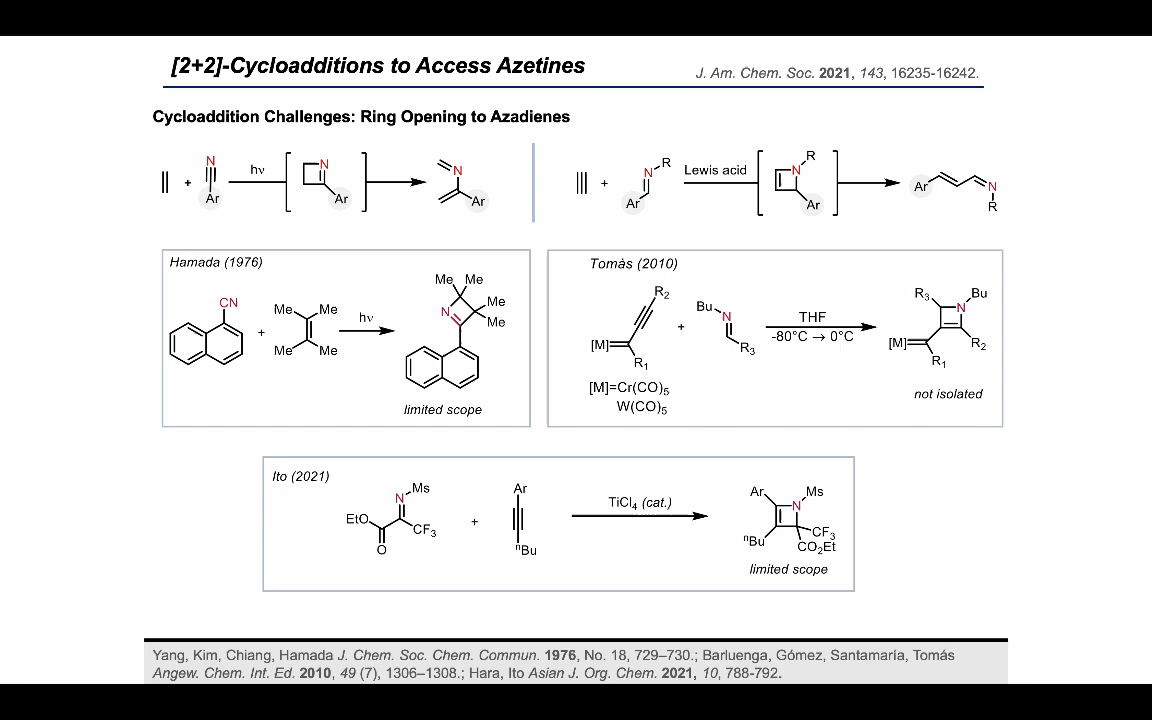 [2+2]-Cycloadditions to Access Azetines
J. Am. Chem. Soc. 2021, 143, 16235-16242.
Cycloaddition Challenges: Ring Opening to Azadienes
+
N
Ar
hν
N
Ar
N
Ar
+
N
R
Ar
Lewis acid
N
R
Ar
Ar
N
R
Hamada (1976)
CN
+
Me Me
Me Me
hν
Me Me
N
Me
Me
limited scope
Tomàs (2010)
R2
[M]
R1
[M]=Cr(CO)5
W(CO)5
+
Bu
N
R3
THF
-80°C → 0°C
R3
N
Bu
[M]
R1
R2
not isolated
Ito (2021)
N
Ms
EtO
O
CF3
+
Ar
nBu
TiCl4 (cat.)
Ar
N
Ms
nBu
CF3
CO2Et
limited scope
Yang, Kim, Chiang, Hamada J. Chem. Soc. Chem. Commun. 1976, No. 18, 729–730.; Barluenga, Gómez, Santamaría, Tomás
Angew. Chem. Int. Ed. 2010, 49 (7), 1306–1308.; Hara, Ito Asian J. Org. Chem. 2021, 10, 788-792.